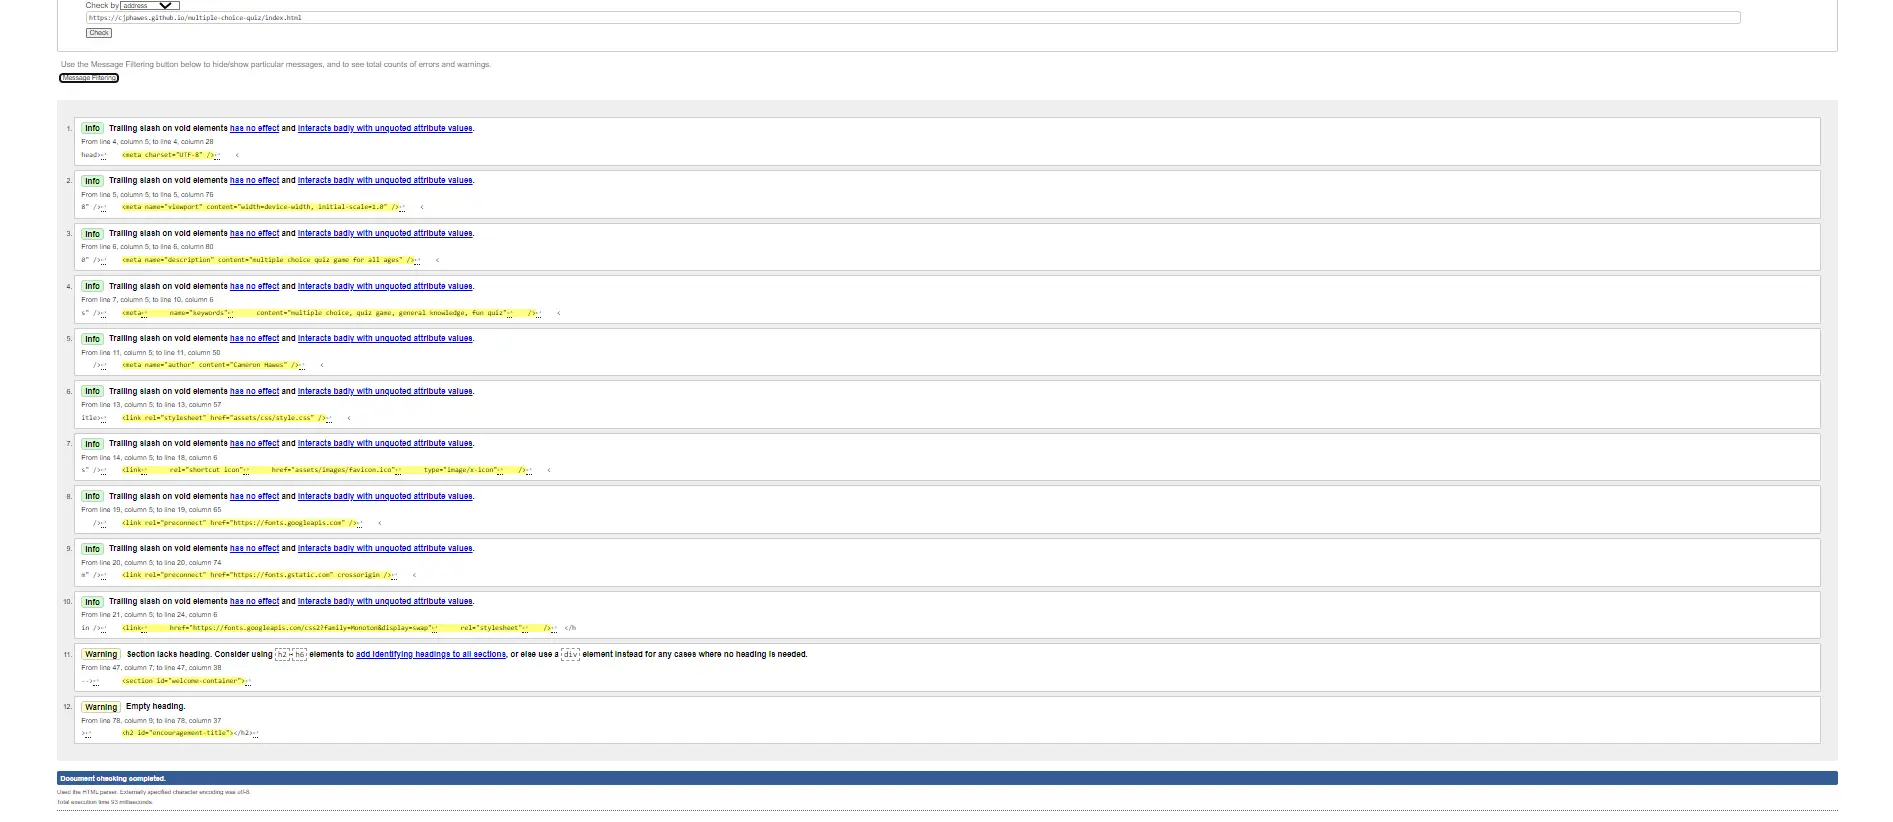 Check by address
https://cjphawes.github.io/multiple-choice-quiz/index.html
Check
Use the Message Filtering button below to hide/show particular messages, and to see total counts of errors and warnings.
Message Filtering
1. Info Trailing slash on void elements has no effect and interacts badly with unquoted attribute values.
From line 4, column 5; to line 4, column 28
head>↩ <meta charset="UTF-8" />↩ <
2. Info Trailing slash on void elements has no effect and interacts badly with unquoted attribute values.
From line 5, column 5; to line 5, column 76
8" />↩ <meta name="viewport" content="width=device-width, initial-scale=1.0" />↩ <
3. Info Trailing slash on void elements has no effect and interacts badly with unquoted attribute values.
From line 6, column 5; to line 6, column 80
0" />↩ <meta name="description" content="multiple choice quiz game for all ages" />↩ <
4. Info Trailing slash on void elements has no effect and interacts badly with unquoted attribute values.
From line 7, column 5; to line 10, column 6
s" />↩ <meta↩ name="keywords"↩ content="multiple choice, quiz game, general knowledge, fun quiz"↩ />↩ <
5. Info Trailing slash on void elements has no effect and interacts badly with unquoted attribute values.
From line 11, column 5; to line 11, column 50
/>↩ <meta name="author" content="Cameron Hawes" />↩ <
6. Info Trailing slash on void elements has no effect and interacts badly with unquoted attribute values.
From line 13, column 5; to line 13, column 57
itle>↩ <link rel="stylesheet" href="assets/css/style.css" />↩ <
7. Info Trailing slash on void elements has no effect and interacts badly with unquoted attribute values.
From line 14, column 5; to line 18, column 6
s" />↩ <link↩ rel="shortcut icon"↩ href="assets/images/favicon.ico"↩ type="image/x-icon"↩ />↩ <
8. Info Trailing slash on void elements has no effect and interacts badly with unquoted attribute values.
From line 19, column 5; to line 19, column 65
/>↩ <link rel="preconnect" href="https://fonts.googleapis.com" />↩ <
9. Info Trailing slash on void elements has no effect and interacts badly with unquoted attribute values.
From line 20, column 5; to line 20, column 74
m" />↩ <link rel="preconnect" href="https://fonts.gstatic.com" crossorigin />↩ <
10. Info Trailing slash on void elements has no effect and interacts badly with unquoted attribute values.
From line 21, column 5; to line 24, column 6
in />↩ <link↩ href="https://fonts.googleapis.com/css2?family=Monoton&display=swap"↩ rel="stylesheet"↩ />↩ </h
11. Warning Section lacks heading. Consider using h2-h6 elements to add identifying headings to all sections, or else use a div element instead for any cases where no heading is needed.
From line 47, column 7; to line 47, column 38
-->↩ <section id="welcome-container">↩
12. Warning Empty heading.
From line 78, column 9; to line 78, column 37
>↩ <h2 id="encouragement-title"></h2>↩
Document checking completed.
Used the HTML parser. Externally specified character encoding was utf-8.
Total execution time 93 milliseconds.